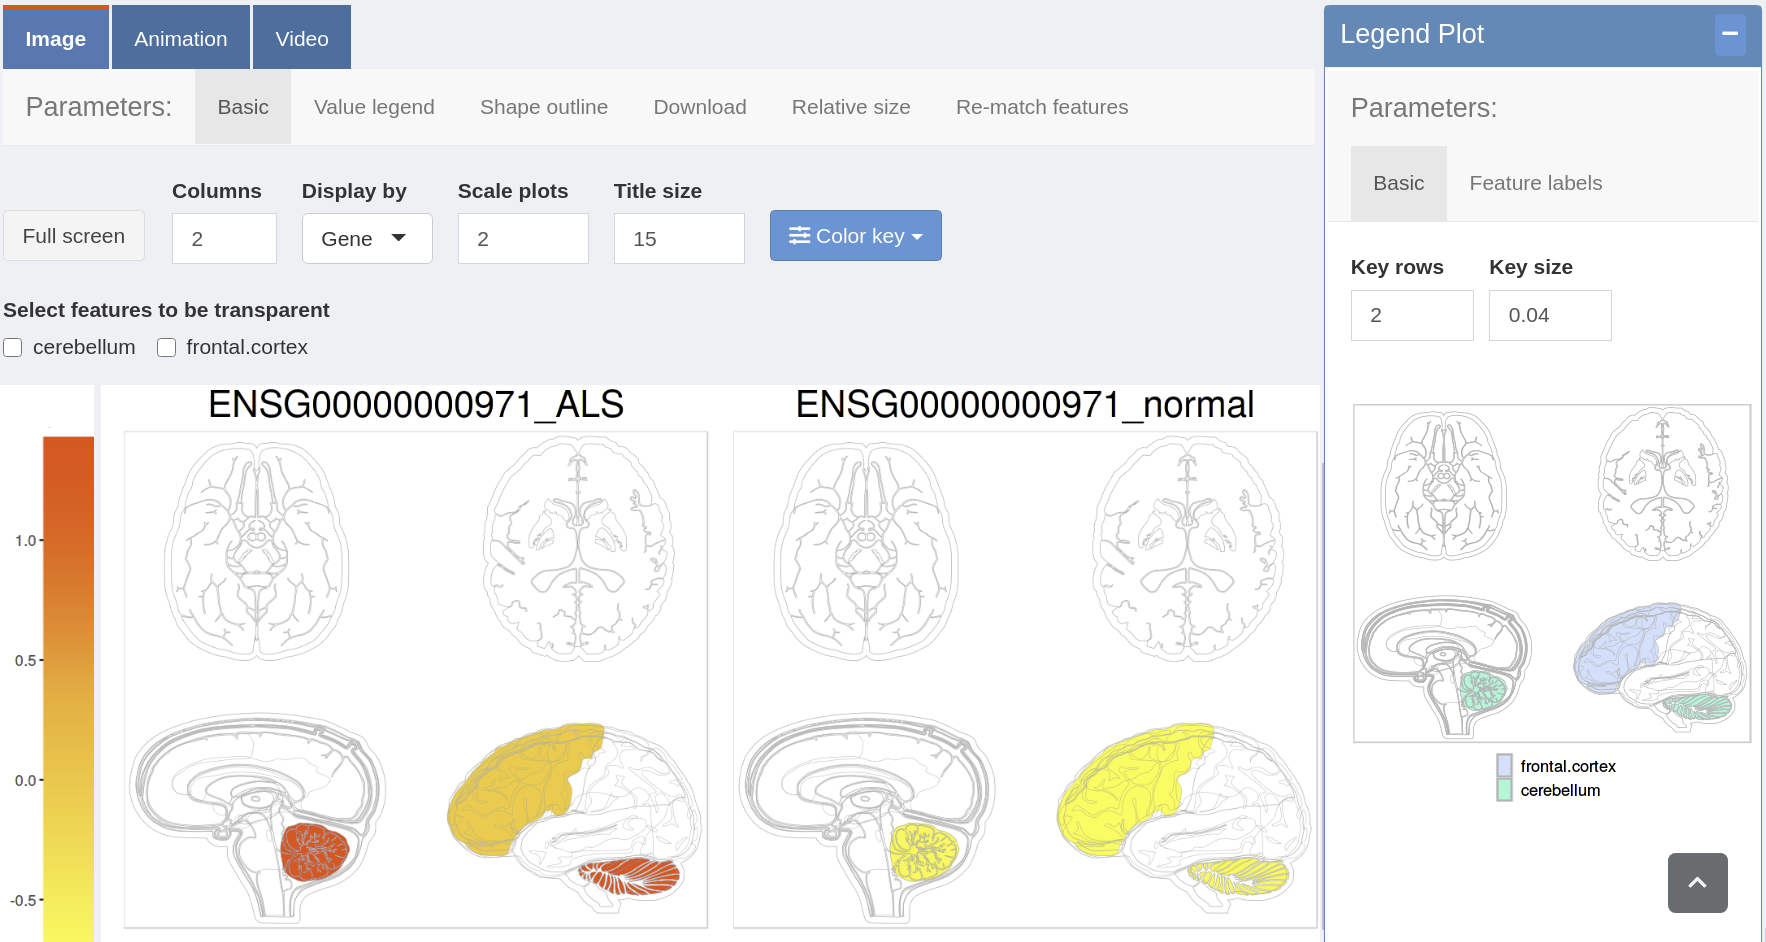 Image Animation Video
Parameters: Basic Value legend Shape outline Download Relative size Re-match features
Columns Display by Scale plots Title size
Full screen 2 Gene 2 15 Color key
Select features to be transparent
cerebellum frontal.cortex
ENSG00000000971_ALS ENSG00000000971_normal
1.0
0.5
0.0
-0.5
Legend Plot
Parameters:
Basic Feature labels
Key rows Key size
2 0.04
frontal.cortex
cerebellum